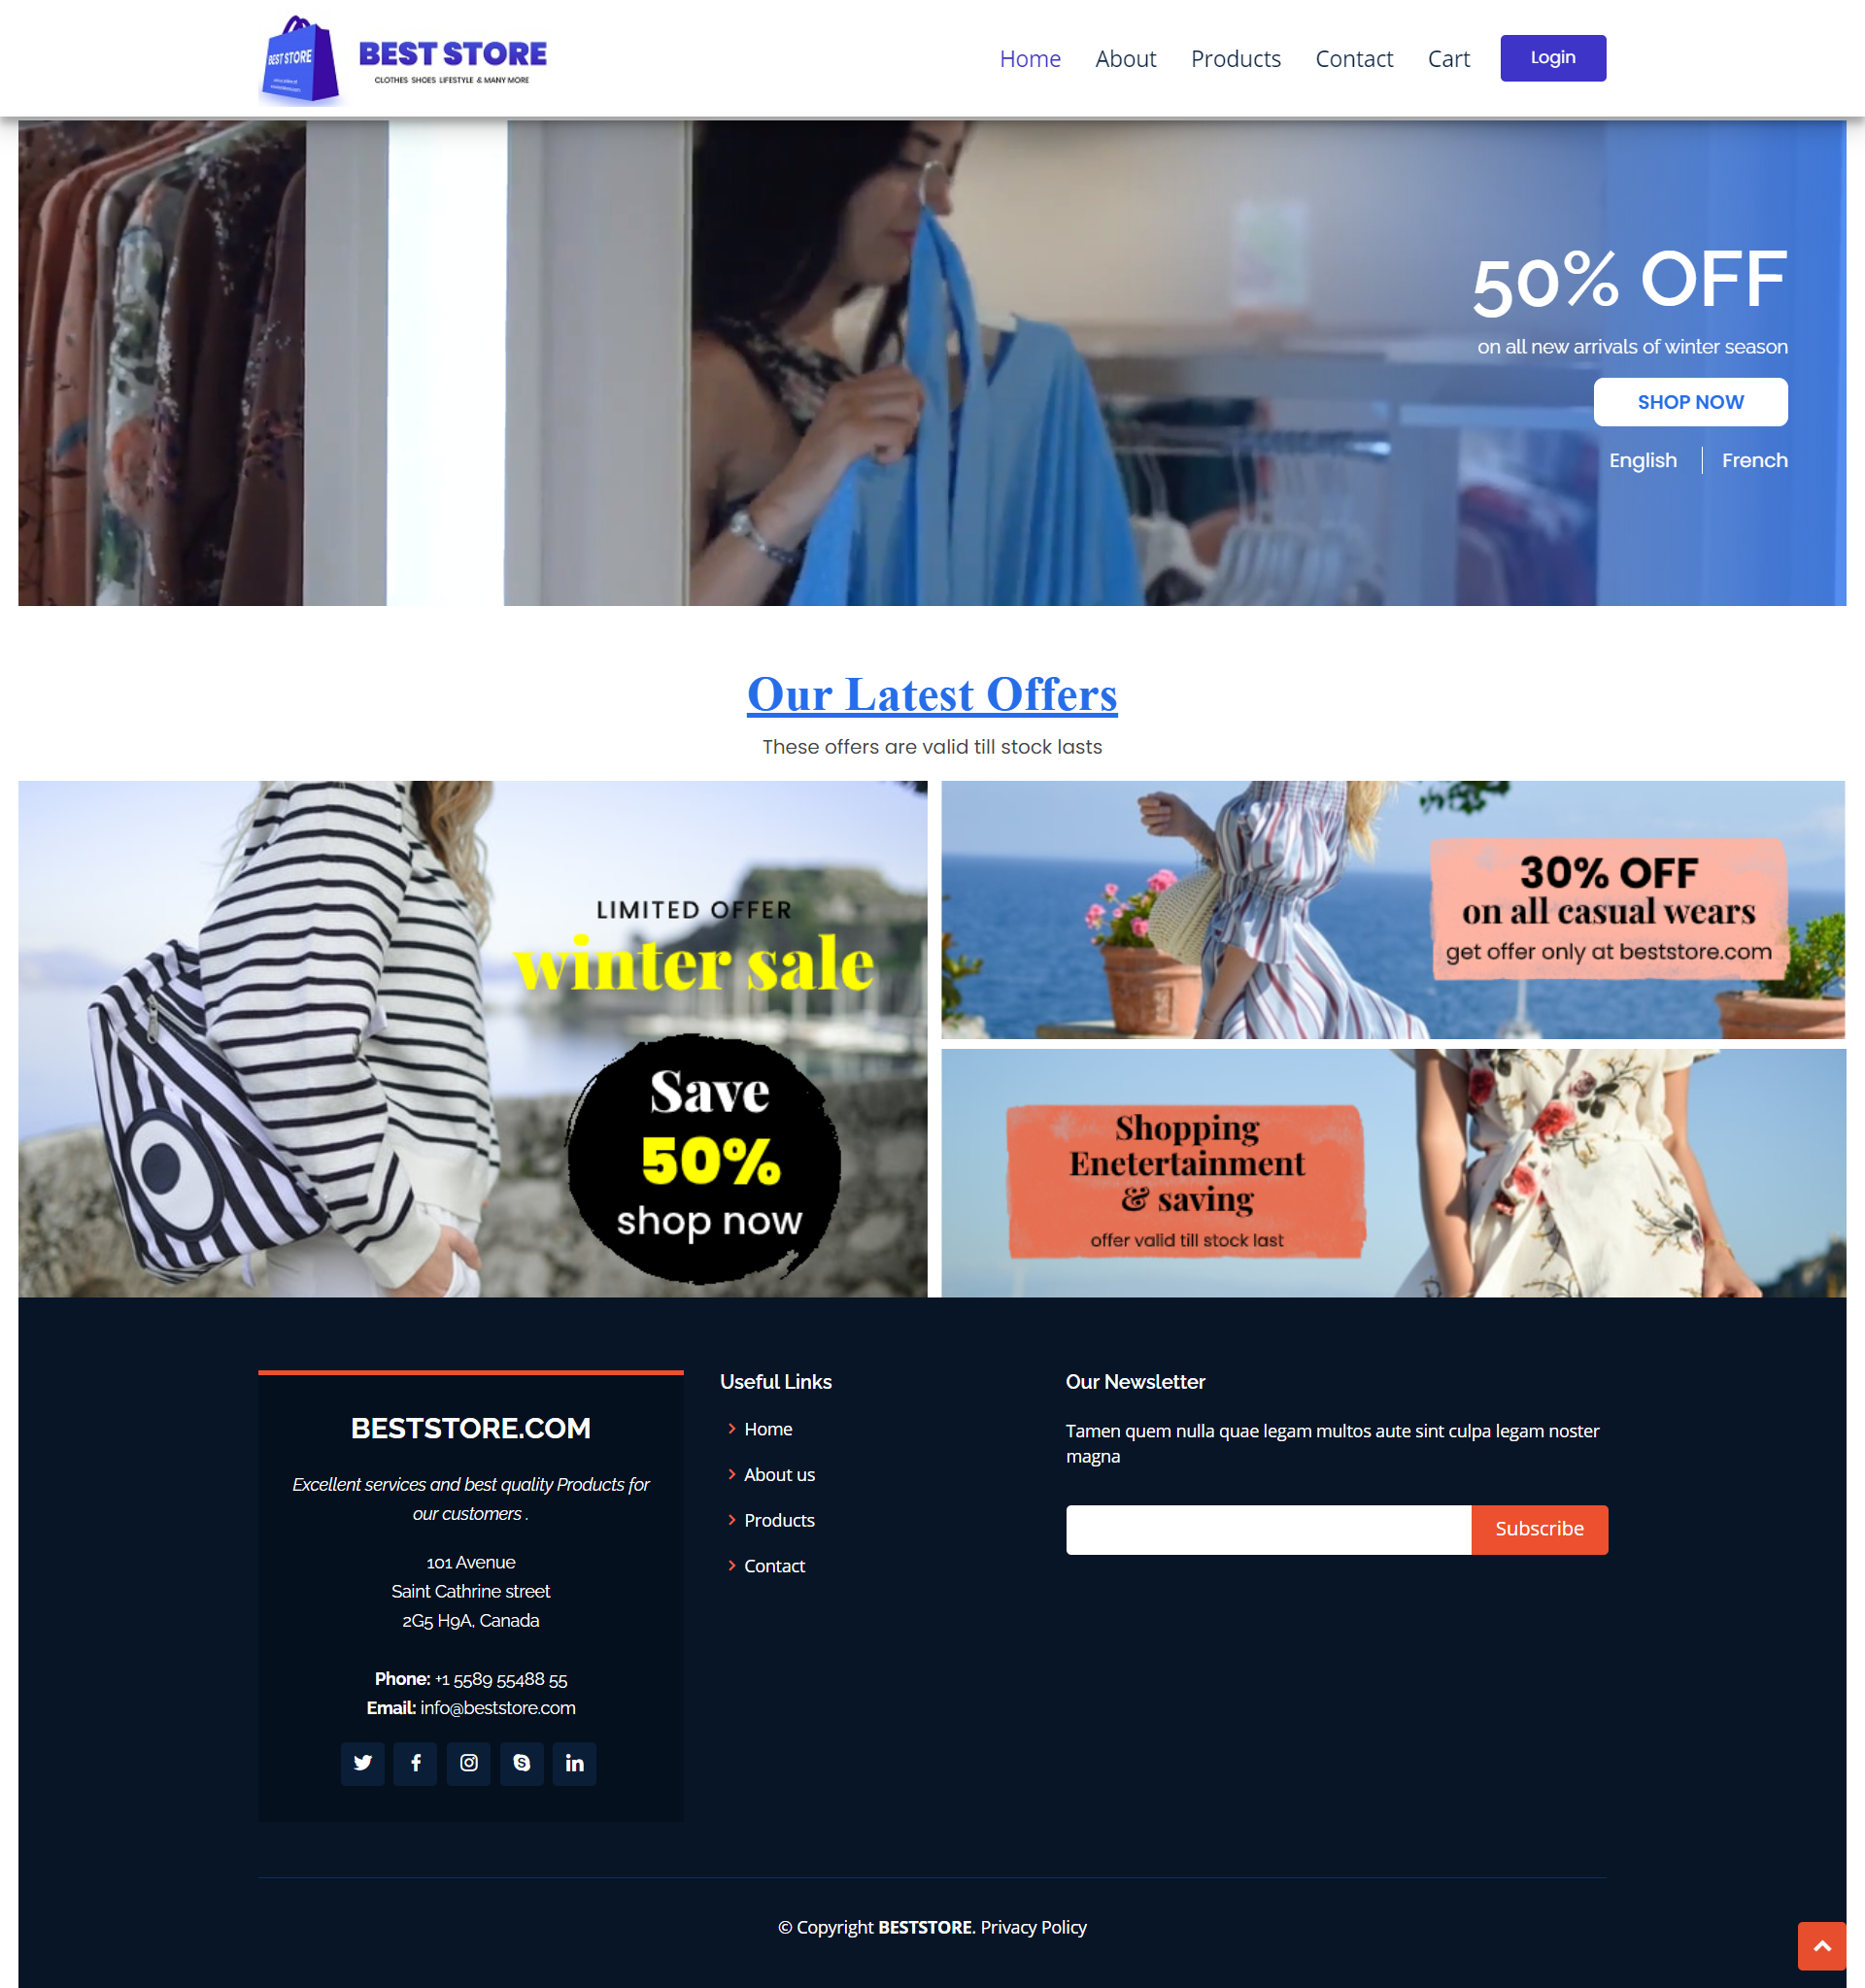 BEST STORE
BEST STORE
CLOTHES SHOES LIFESTYLE & MANY MORE
Home
About
Products
Contact
Cart
Login
50% OFF
on all new arrivals of winter season
SHOP NOW
English
French
Our Latest Offers
These offers are valid till stock lasts
LIMITED OFFER
winter sale
Save
50%
shop now
30% OFF
on all casual wears
get offer only at beststore.com
Shopping
Enetertainment
& saving
offer valid till stock last
BESTSTORE.COM
Excellent services and best quality Products for
our customers .
101 Avenue
Saint Cathrine street
2G5 H9A, Canada
Phone: +1 5589 55488 55
Email: info@beststore.com
Useful Links
Home
About us
Products
Contact
Our Newsletter
Tamen quem nulla quae legam multos aute sint culpa legam noster
magna
Subscribe
© Copyright BESTSTORE. Privacy Policy